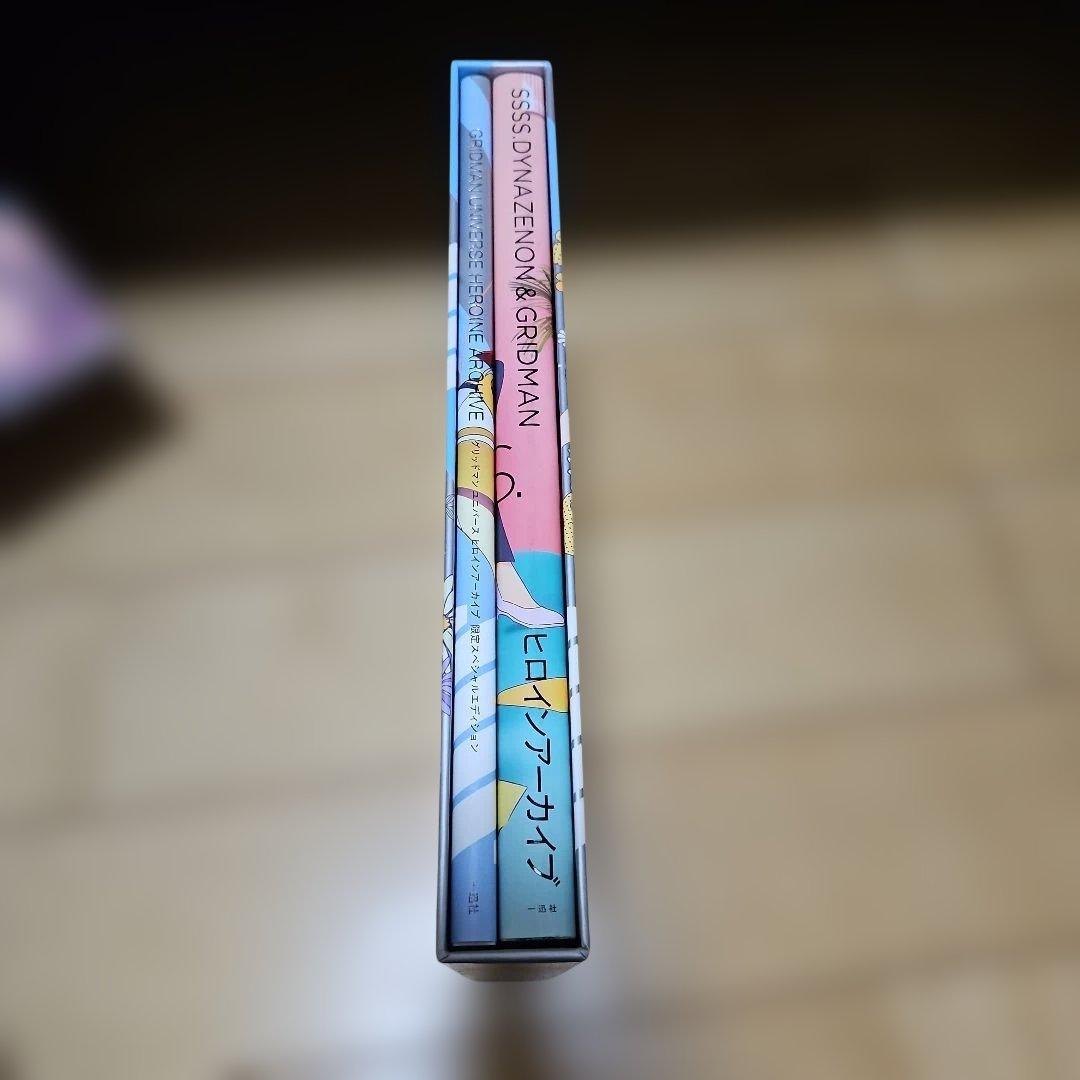 GRIDMAN UNIVERSE HEROINE ARCHIVE
グリッドマン ユニバース ヒロインアーカイブ 限定スペシャルエディション
一迅社
SSSS.DYNAZENON & GRIDMAN
ヒロインアーカイブ
一迅社